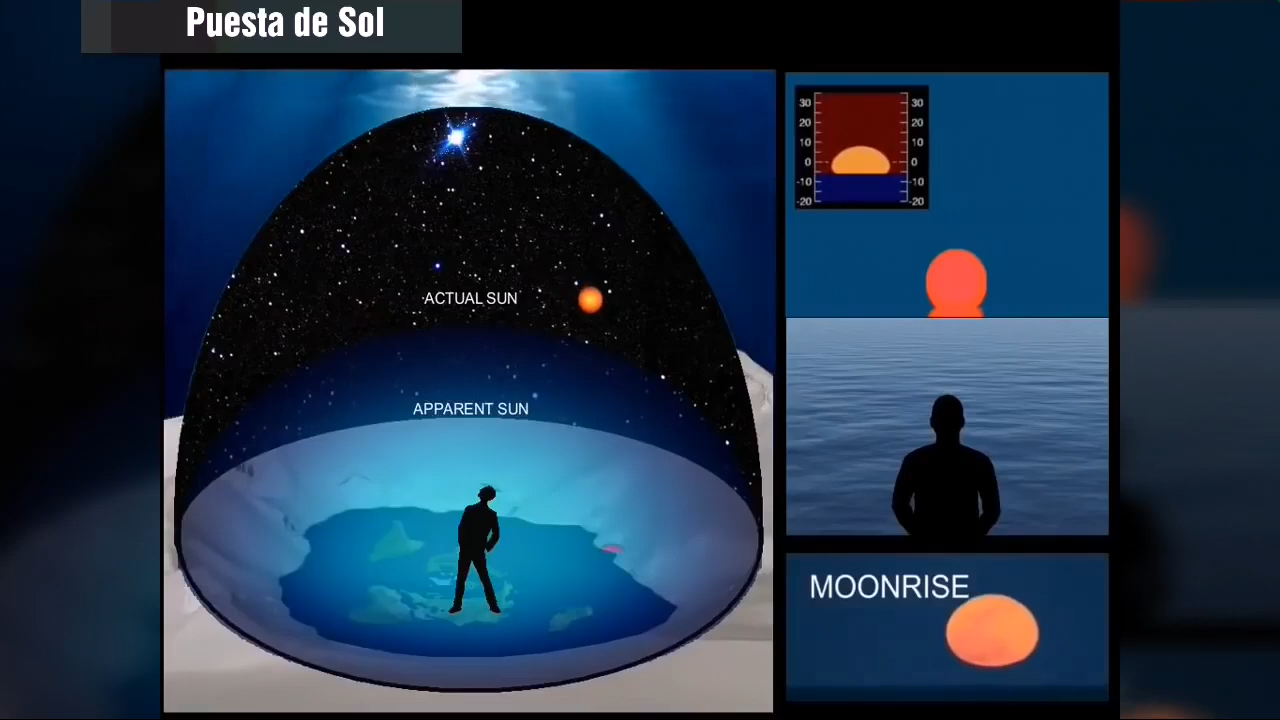 Puesta de Sol
30 30
20 20
10 10
0 0
-10 -10
-20 -20
ACTUAL SUN
APPARENT SUN
MOONRISE